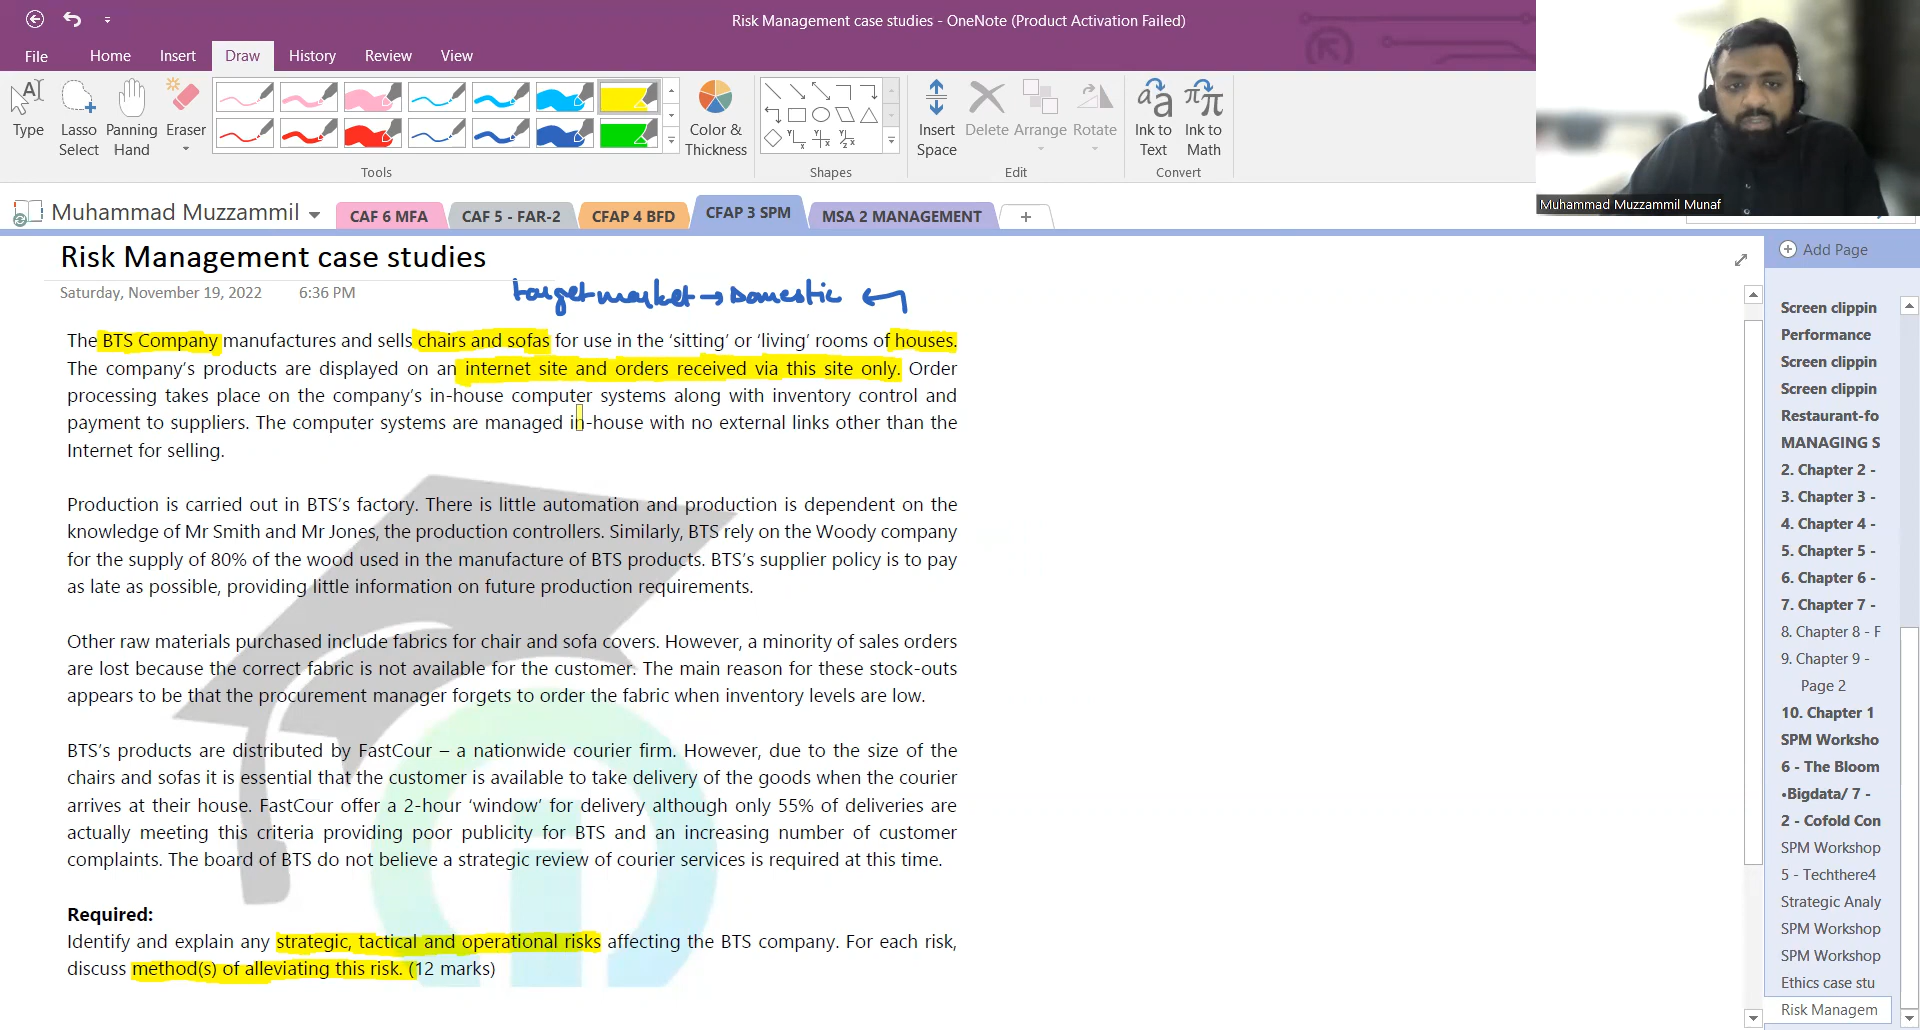 Risk Management case studies - OneNote (Product Activation Failed)
File
Home
Insert
Draw
History
Review
View
Type
Lasso
Select
Panning
Hand
Eraser
Color &
Thickness
Insert
Space
Delete
Arrange
Rotate
Ink to
Text
Ink to
Math
Tools
Shapes
Edit
Convert
Muhammad Muzzammil Munaf
Muhammad Muzzammil
CAF 6 MFA
CAF 5 - FAR-2
CFAP 4 BFD
CFAP 3 SPM
MSA 2 MANAGEMENT
Risk Management case studies
Saturday, November 19, 2022 6:36 PM
target market → Domestic
The BTS Company manufactures and sells chairs and sofas for use in the ‘sitting’ or ‘living’ rooms of houses.
The company’s products are displayed on an internet site and orders received via this site only. Order
processing takes place on the company’s in-house computer systems along with inventory control and
payment to suppliers. The computer systems are managed in-house with no external links other than the
Internet for selling.
Production is carried out in BTS’s factory. There is little automation and production is dependent on the
knowledge of Mr Smith and Mr Jones, the production controllers. Similarly, BTS rely on the Woody company
for the supply of 80% of the wood used in the manufacture of BTS products. BTS’s supplier policy is to pay
as late as possible, providing little information on future production requirements.
Other raw materials purchased include fabrics for chair and sofa covers. However, a minority of sales orders
are lost because the correct fabric is not available for the customer. The main reason for these stock-outs
appears to be that the procurement manager forgets to order the fabric when inventory levels are low.
BTS’s products are distributed by FastCour – a nationwide courier firm. However, due to the size of the
chairs and sofas it is essential that the customer is available to take delivery of the goods when the courier
arrives at their house. FastCour offer a 2-hour ‘window’ for delivery although only 55% of deliveries are
actually meeting this criteria providing poor publicity for BTS and an increasing number of customer
complaints. The board of BTS do not believe a strategic review of courier services is required at this time.
Required:
Identify and explain any strategic, tactical and operational risks affecting the BTS company. For each risk,
discuss method(s) of alleviating this risk. (12 marks)
Add Page
Screen clippin
Performance
Screen clippin
Screen clippin
Restaurant-fo
MANAGING S
2. Chapter 2 -
3. Chapter 3 -
4. Chapter 4 -
5. Chapter 5 -
6. Chapter 6 -
7. Chapter 7 -
8. Chapter 8 - F
9. Chapter 9 -
Page 2
10. Chapter 1
SPM Worksho
6 - The Bloom
•Bigdata/ 7 -
2 - Cofold Con
SPM Workshop
5 - Techthere4
Strategic Analy
SPM Workshop
SPM Workshop
Ethics case stu
Risk Managem